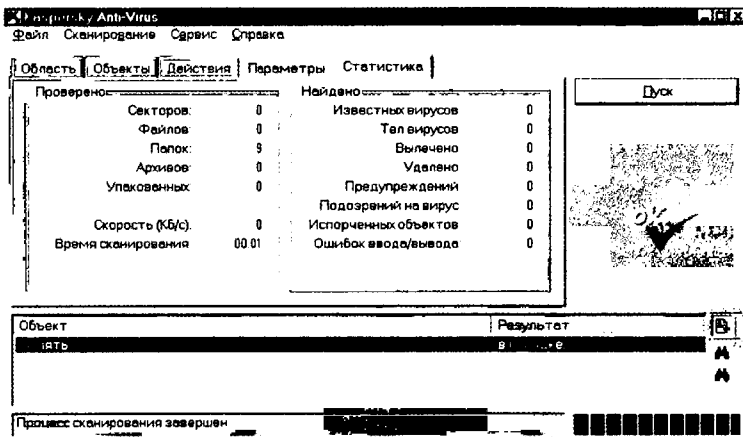 Kaspersky Anti-Virus
Файл Сканирование Сервис Справка
Область Объекты Действия Параметры Статистика
Проверено
Секторов: 0
Файлов: 0
Папок: 9
Архивов: 0
Упакованных 0
Скорость (Кб/с). 0
Время сканирования 00:01
Найдено
Известных вирусов 0
Тел вирусов 0
Вылечено 0
Удалено 0
Предупреждений 0
Подозрений на вирус 0
Испорченных объектов 0
Ошибок ввода/вывода 0
Пуск
OK
Объект Результат
Процесс сканирования завершен